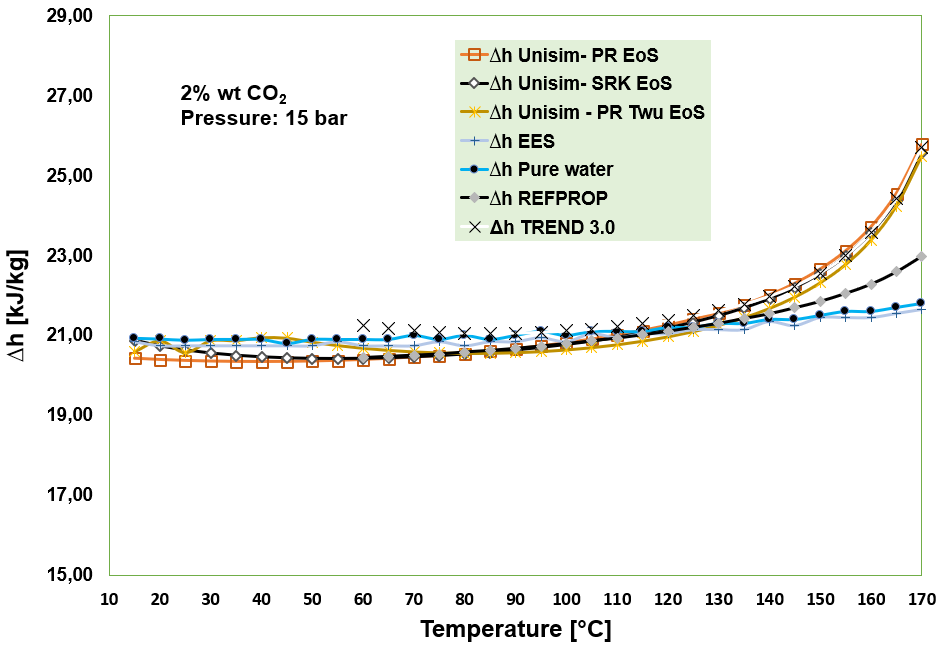 29,00
27,00
25,00
23,00
21,00
19,00
17,00
15,00
Δh [kJ/kg]
2% wt CO₂
Pressure: 15 bar
Δh Unisim- PR EoS
Δh Unisim- SRK EoS
Δh Unisim - PR Twu EoS
Δh EES
Δh Pure water
Δh REFPROP
Δh TREND 3.0
10 20 30 40 50 60 70 80 90 100 110 120 130 140 150 160 170
Temperature [°C]